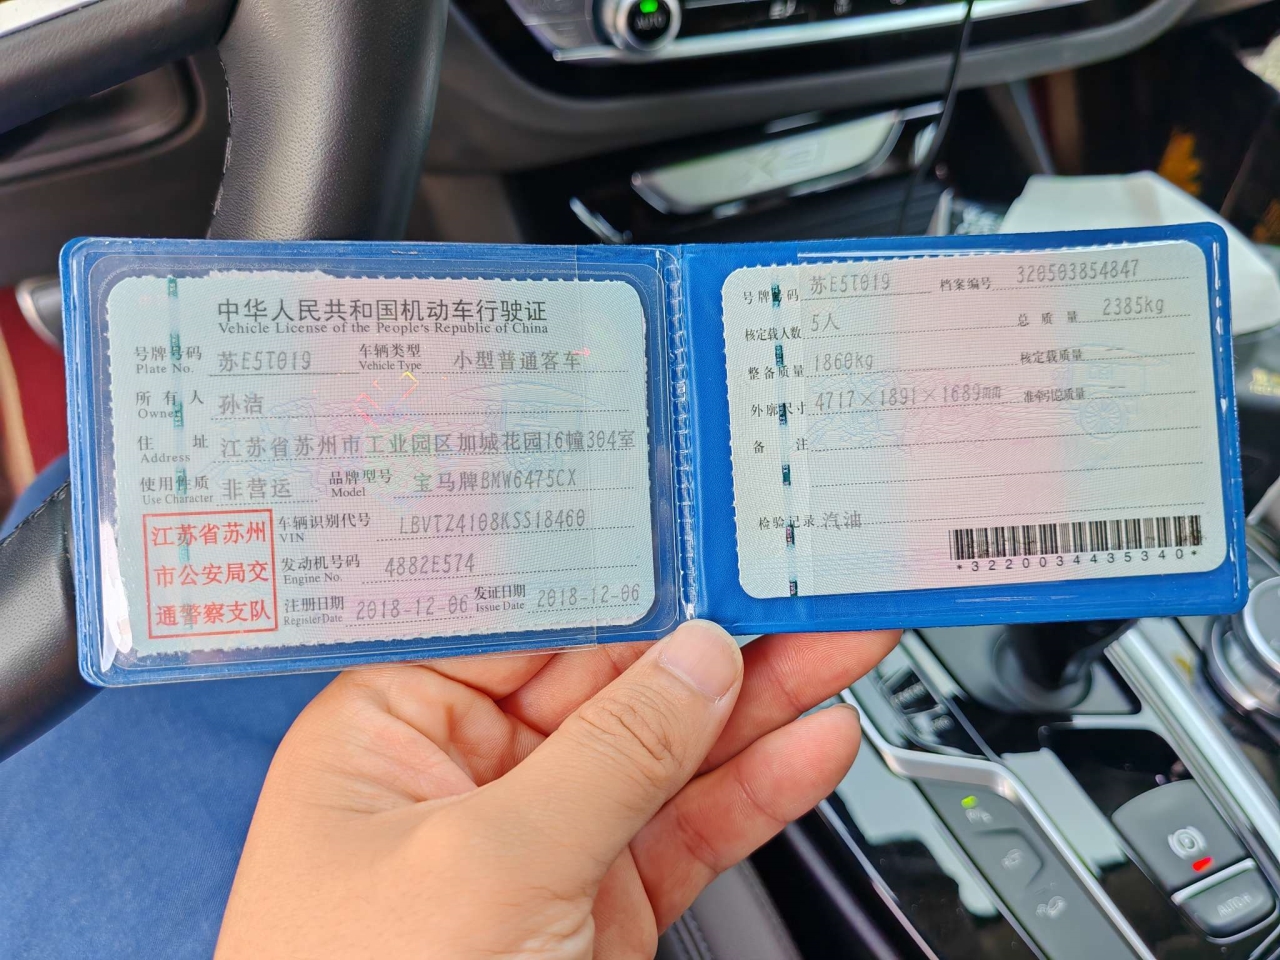 AUTO
中华人民共和国机动车行驶证
Vehicle License of the People's Republic of China
号牌号码 苏E5T019 车辆类型 小型普通客车
Plate No. Vehicle Type
所有人 孙洁
Owner
住址 江苏省苏州市工业园区加城花园16幢304室
Address
使用性质 非营运 品牌型号 宝马牌BMW6475CX
Use Character Model
江苏省苏州
市公安局交
通警察支队
车辆识别代号 LBVTZ4108KSS18460
VIN
发动机号码 4882E574
Engine No.
注册日期 2018-12-06 发证日期 2018-12-06
Register Date Issue Date
号牌号码 苏E5T019 档案编号 320503854847
核定载人数 5人 总质量 2385kg
整备质量 1860kg 核定载质量
外廓尺寸 4717×1891×1689mm 准牵引总质量
备注
检验记录 汽油
*3220034435340*
AUTO H